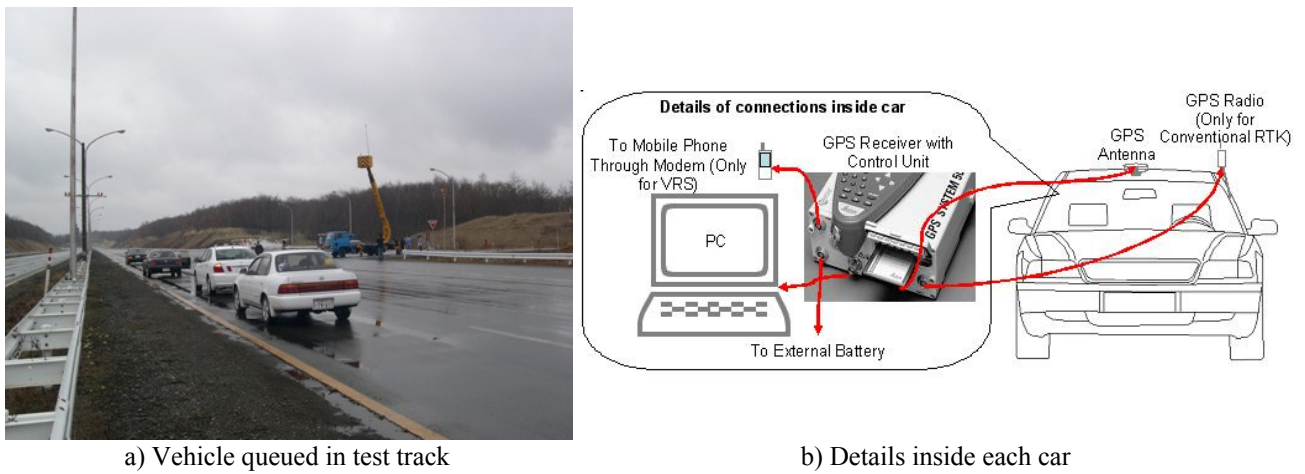 Details of connections inside car
To Mobile Phone
Through Modem (Only
for VRS)
GPS Receiver with
Control Unit
GPS
Antenna
GPS Radio
(Only for
Conventional RTK)
PC
GPS SYSTEM 50
To External Battery
a) Vehicle queued in test track
b) Details inside each car